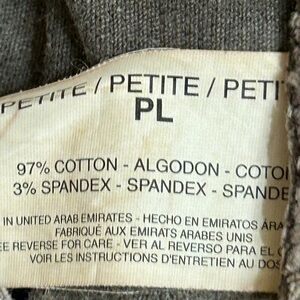 PETITE / PETITE / PETI
PL
97% COTTON - ALGODON - COTO
3% SPANDEX - SPANDEX - SPANDE
IN UNITED ARAB EMIRATES - HECHO EN EMIRATOS ÁRA
FABRIQUÉ AUX EMIRATS ARABES UNIS
EE REVERSE FOR CARE - VER AL REVERSO PARA EL C
VOIR LES INSTRUCTIONS D'ENTRETIEN AU DOS